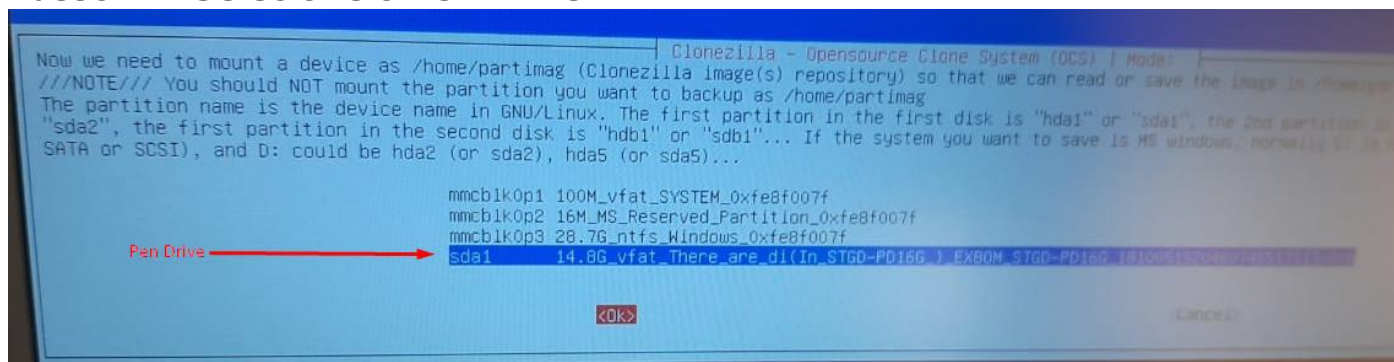 Clonezilla - Opensource Clone System (OCS) | Mode:
Now we need to mount a device as /home/partimag (Clonezilla image(s) repository) so that we can read or save the image in
///NOTE/// You should NOT mount the partition you want to backup as /home/partimag
The partition name is the device name in GNU/Linux. The first partition in the first disk is "hda1" or "sda1", the 2nd partition
"sda2", the first partition in the second disk is "hdb1" or "sdb1"... If the system you want to save is MS windows, normally C:
SATA or SCSI), and D: could be hda2 (or sda2), hda5 (or sda5)...
mmcblk0p1 100M_vfat_SYSTEM_0xfe8f007f
mmcblk0p2 16M_MS_Reserved_Partition_0xfe8f007f
mmcblk0p3 28.7G_ntfs_Windows_0xfe8f007f
Pen Drive
sda1 14.8G_vfat_There_are_di(In_STGD-PD16G_)_EXBOM_STGD-PD16G
<Ok> <Cancel>